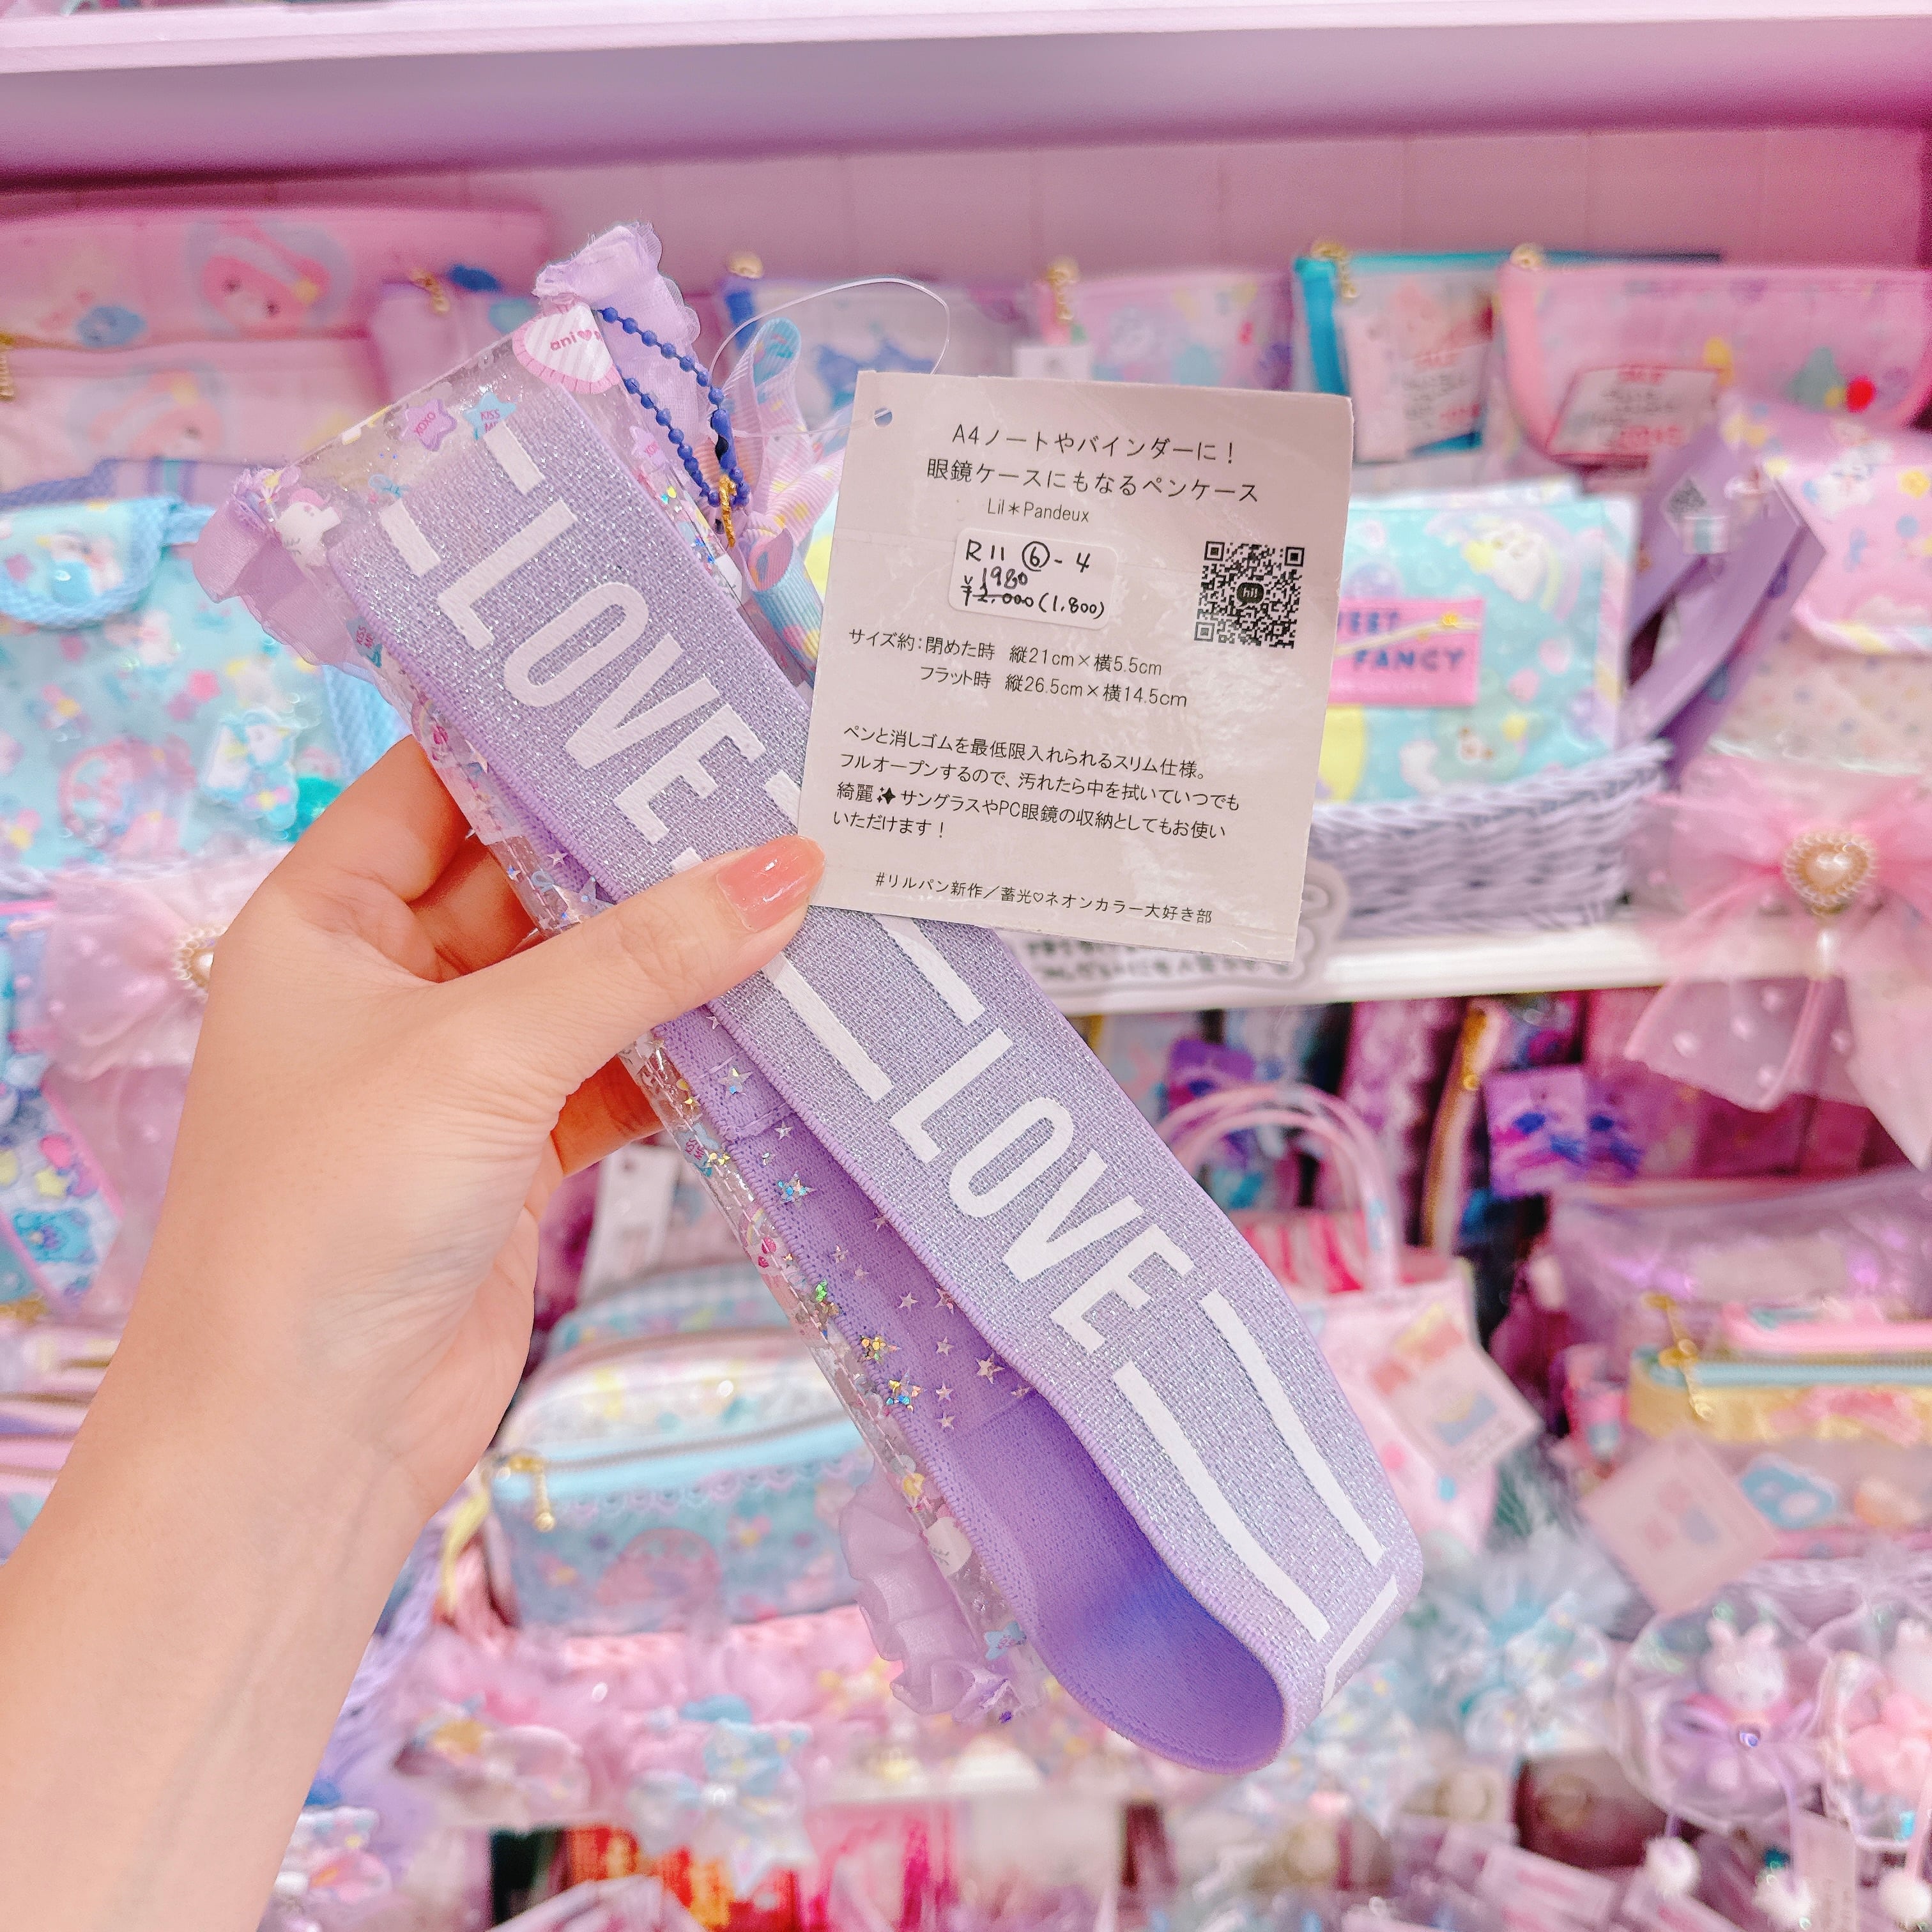 ani
XOXO
KISS
ME
LOVE
LOVE
A4ノートやバインダーに！
眼鏡ケースにもなるペンケース
Lil＊Pandeux
R11 ⑥-4
¥1980
¥2,000(1,800)
hi!
サイズ約：閉めた時 縦21cm×横5.5cm
フラット時 縦26.5cm×横14.5cm
ペンと消しゴムを最低限入れられるスリム仕様。
フルオープンするので、汚れたら中を拭いていつでも
綺麗✨サングラスやPC眼鏡の収納としてもお使い
いただけます！
#リルパン新作／蓄光♡ネオンカラー大好き部
FANCY